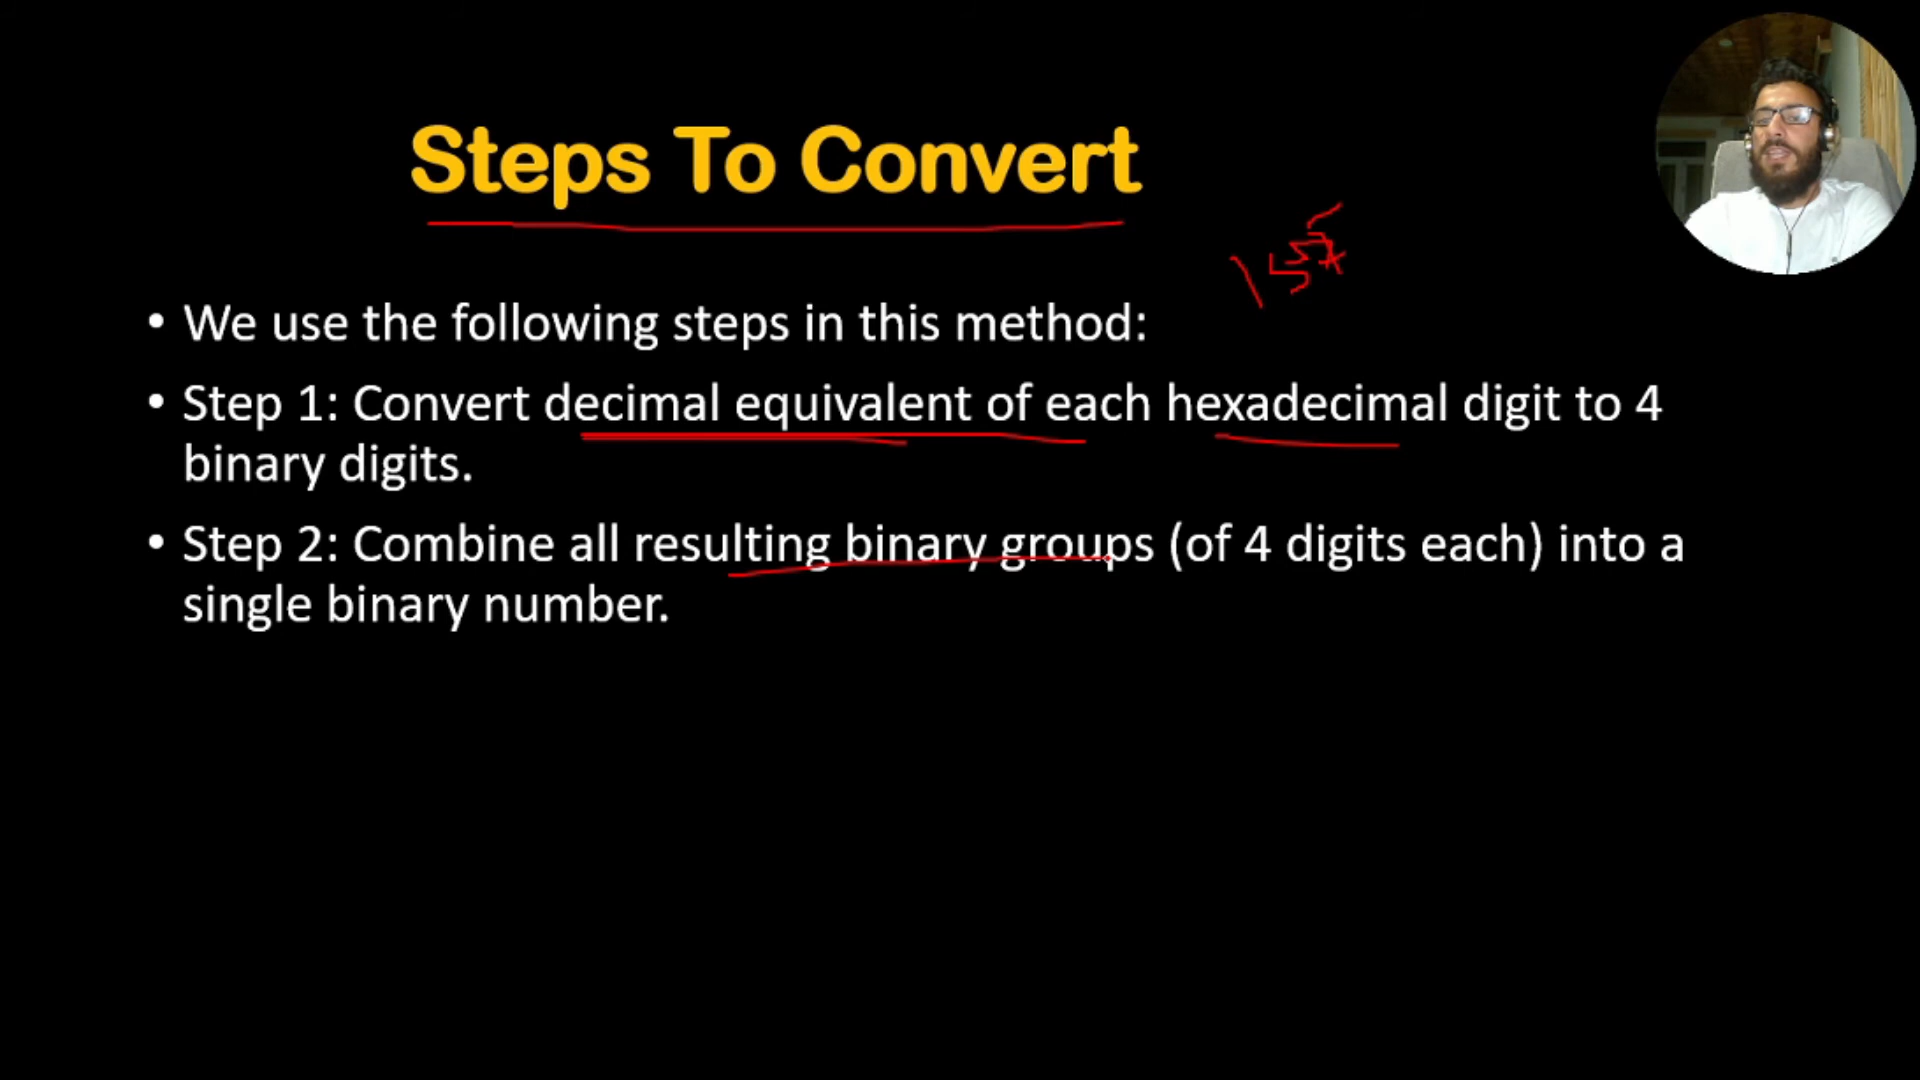 Steps To Convert
• We use the following steps in this method:
• Step 1: Convert decimal equivalent of each hexadecimal digit to 4
binary digits.
• Step 2: Combine all resulting binary groups (of 4 digits each) into a
single binary number.